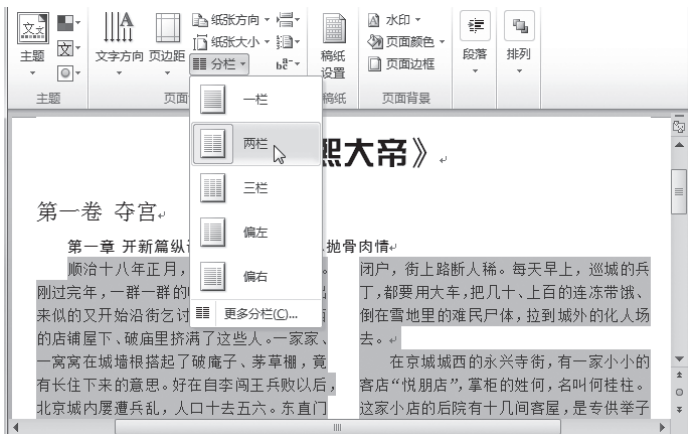 文文
主题
主题
文
文字方向
页边距
纸张方向
纸张大小
分栏
页面
稿纸
设置
稿纸
水印
页面颜色
页面边框
页面背景
段落
排列
一栏
两栏
三栏
偏左
偏右
更多分栏(C)...
熙大帝》
第一卷 夺宫
第一章 开新篇纵
抛骨肉情
顺治十八年正月，
刚过完年，一群一群的
来似的又开始沿街乞讨
的店铺屋下、破庙里挤满了这些人。一家家、
一窝窝在城墙根搭起了破庵子、茅草棚，竟
有长住下来的意思。好在自李闯王兵败以后，
北京城内屡遭兵乱，人口十去五六。东直门
闭户，街上路断人稀。每天早上，巡城的兵
丁，都要用大车，把几十、上百的连冻带饿、
倒在雪地里的难民尸体，拉到城外的化人场
去。
在京城城西的永兴寺街，有一家小小的
客店“悦朋店”，掌柜的姓何，名叫何桂柱。
这家小店的后院有十几间客屋，是专供举子